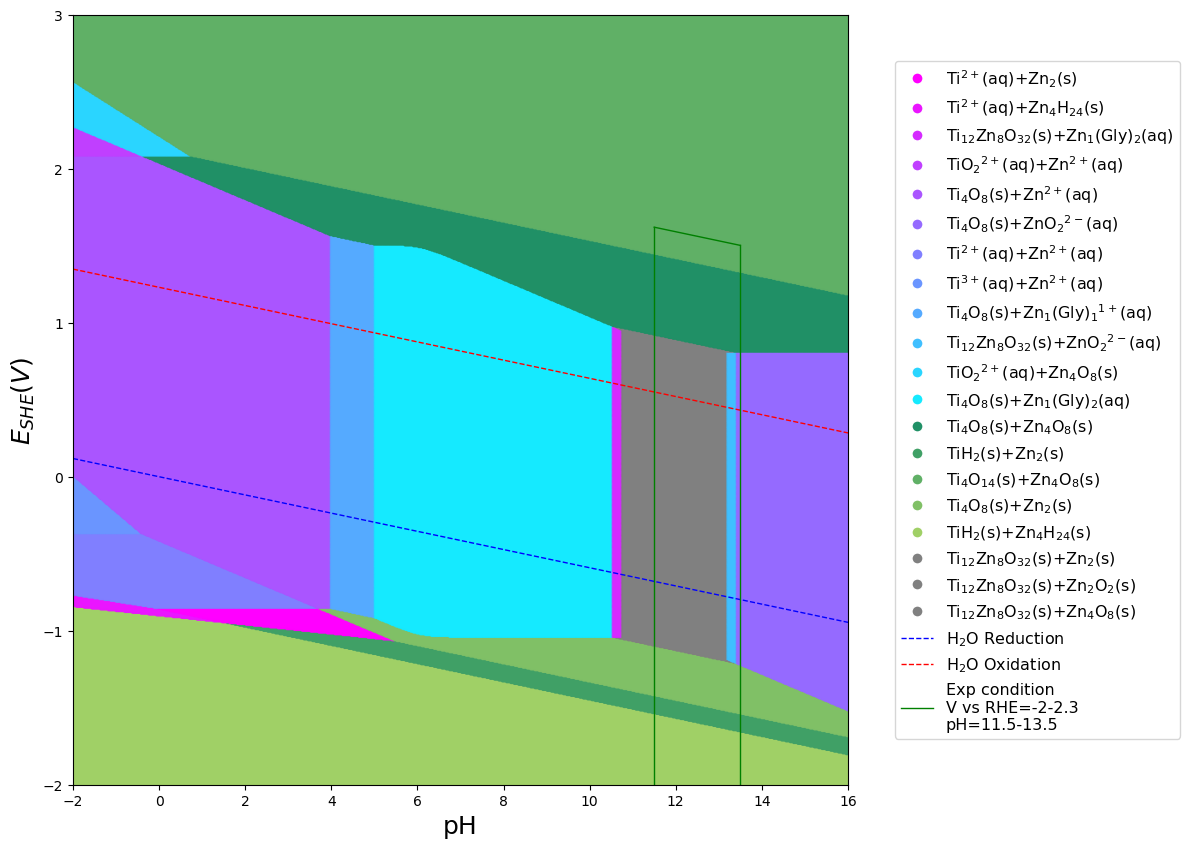 3
2
1
0
−1
−2
−2
0
2
4
6
8
10
12
14
16
E_SHE(V)
pH
Ti²⁺(aq)+Zn₂(s)
Ti²⁺(aq)+Zn₄H₂₄(s)
Ti₁₂Zn₈O₃₂(s)+Zn₁(Gly)₂(aq)
TiO₂²⁺(aq)+Zn²⁺(aq)
Ti₄O₈(s)+Zn²⁺(aq)
Ti₄O₈(s)+ZnO₂²⁻(aq)
Ti²⁺(aq)+Zn²⁺(aq)
Ti³⁺(aq)+Zn²⁺(aq)
Ti₄O₈(s)+Zn₁(Gly)₁¹⁺(aq)
Ti₁₂Zn₈O₃₂(s)+ZnO₂²⁻(aq)
TiO₂²⁺(aq)+Zn₄O₈(s)
Ti₄O₈(s)+Zn₁(Gly)₂(aq)
Ti₄O₈(s)+Zn₄O₈(s)
TiH₂(s)+Zn₂(s)
Ti₄O₁₄(s)+Zn₄O₈(s)
Ti₄O₈(s)+Zn₂(s)
TiH₂(s)+Zn₄H₂₄(s)
Ti₁₂Zn₈O₃₂(s)+Zn₂(s)
Ti₁₂Zn₈O₃₂(s)+Zn₂O₂(s)
Ti₁₂Zn₈O₃₂(s)+Zn₄O₈(s)
H₂O Reduction
H₂O Oxidation
Exp condition
V vs RHE=-2-2.3
pH=11.5-13.5